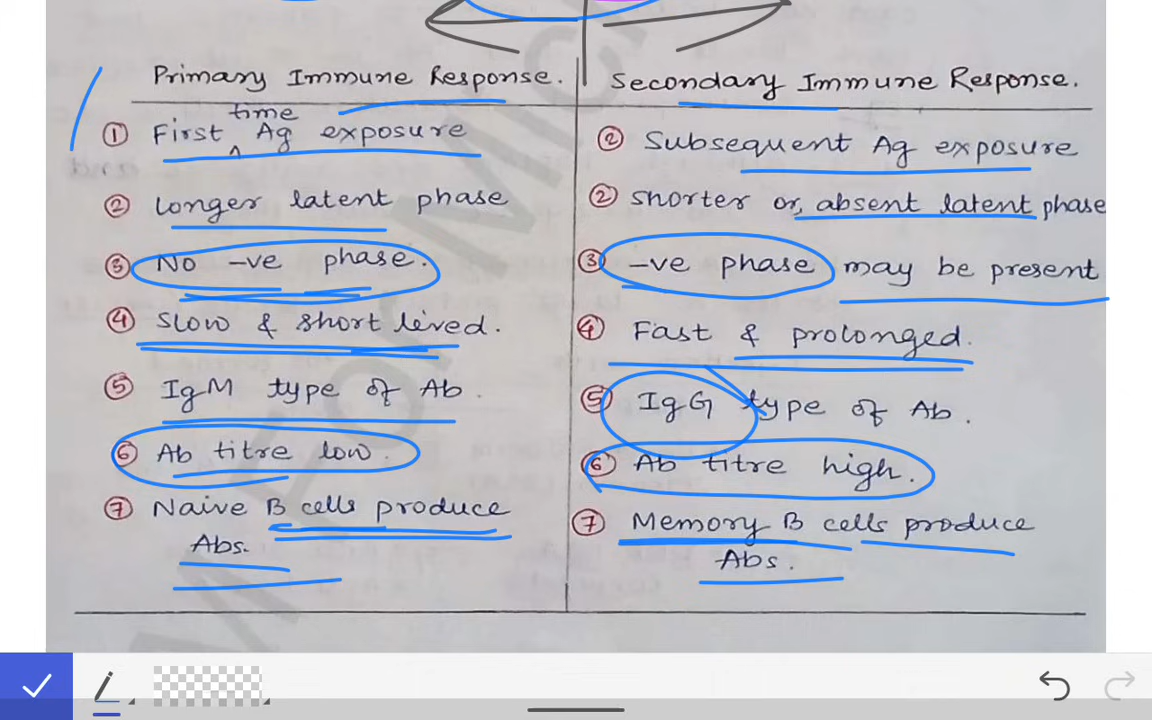 Primary Immune Response.
time
① First ^ Ag exposure
② longer latent phase
③ No -ve phase.
④ Slow & short lived.
⑤ IgM type of Ab.
⑥ Ab titre low.
⑦ Naive B cells produce
Abs.
Secondary Immune Response.
② Subsequent Ag exposure
② shorter or, absent latent phase
③ -ve phase may be present
④ Fast & prolonged.
⑤ IgG type of Ab.
⑥ Ab titre high.
⑦ Memory B cells produce
Abs.
and